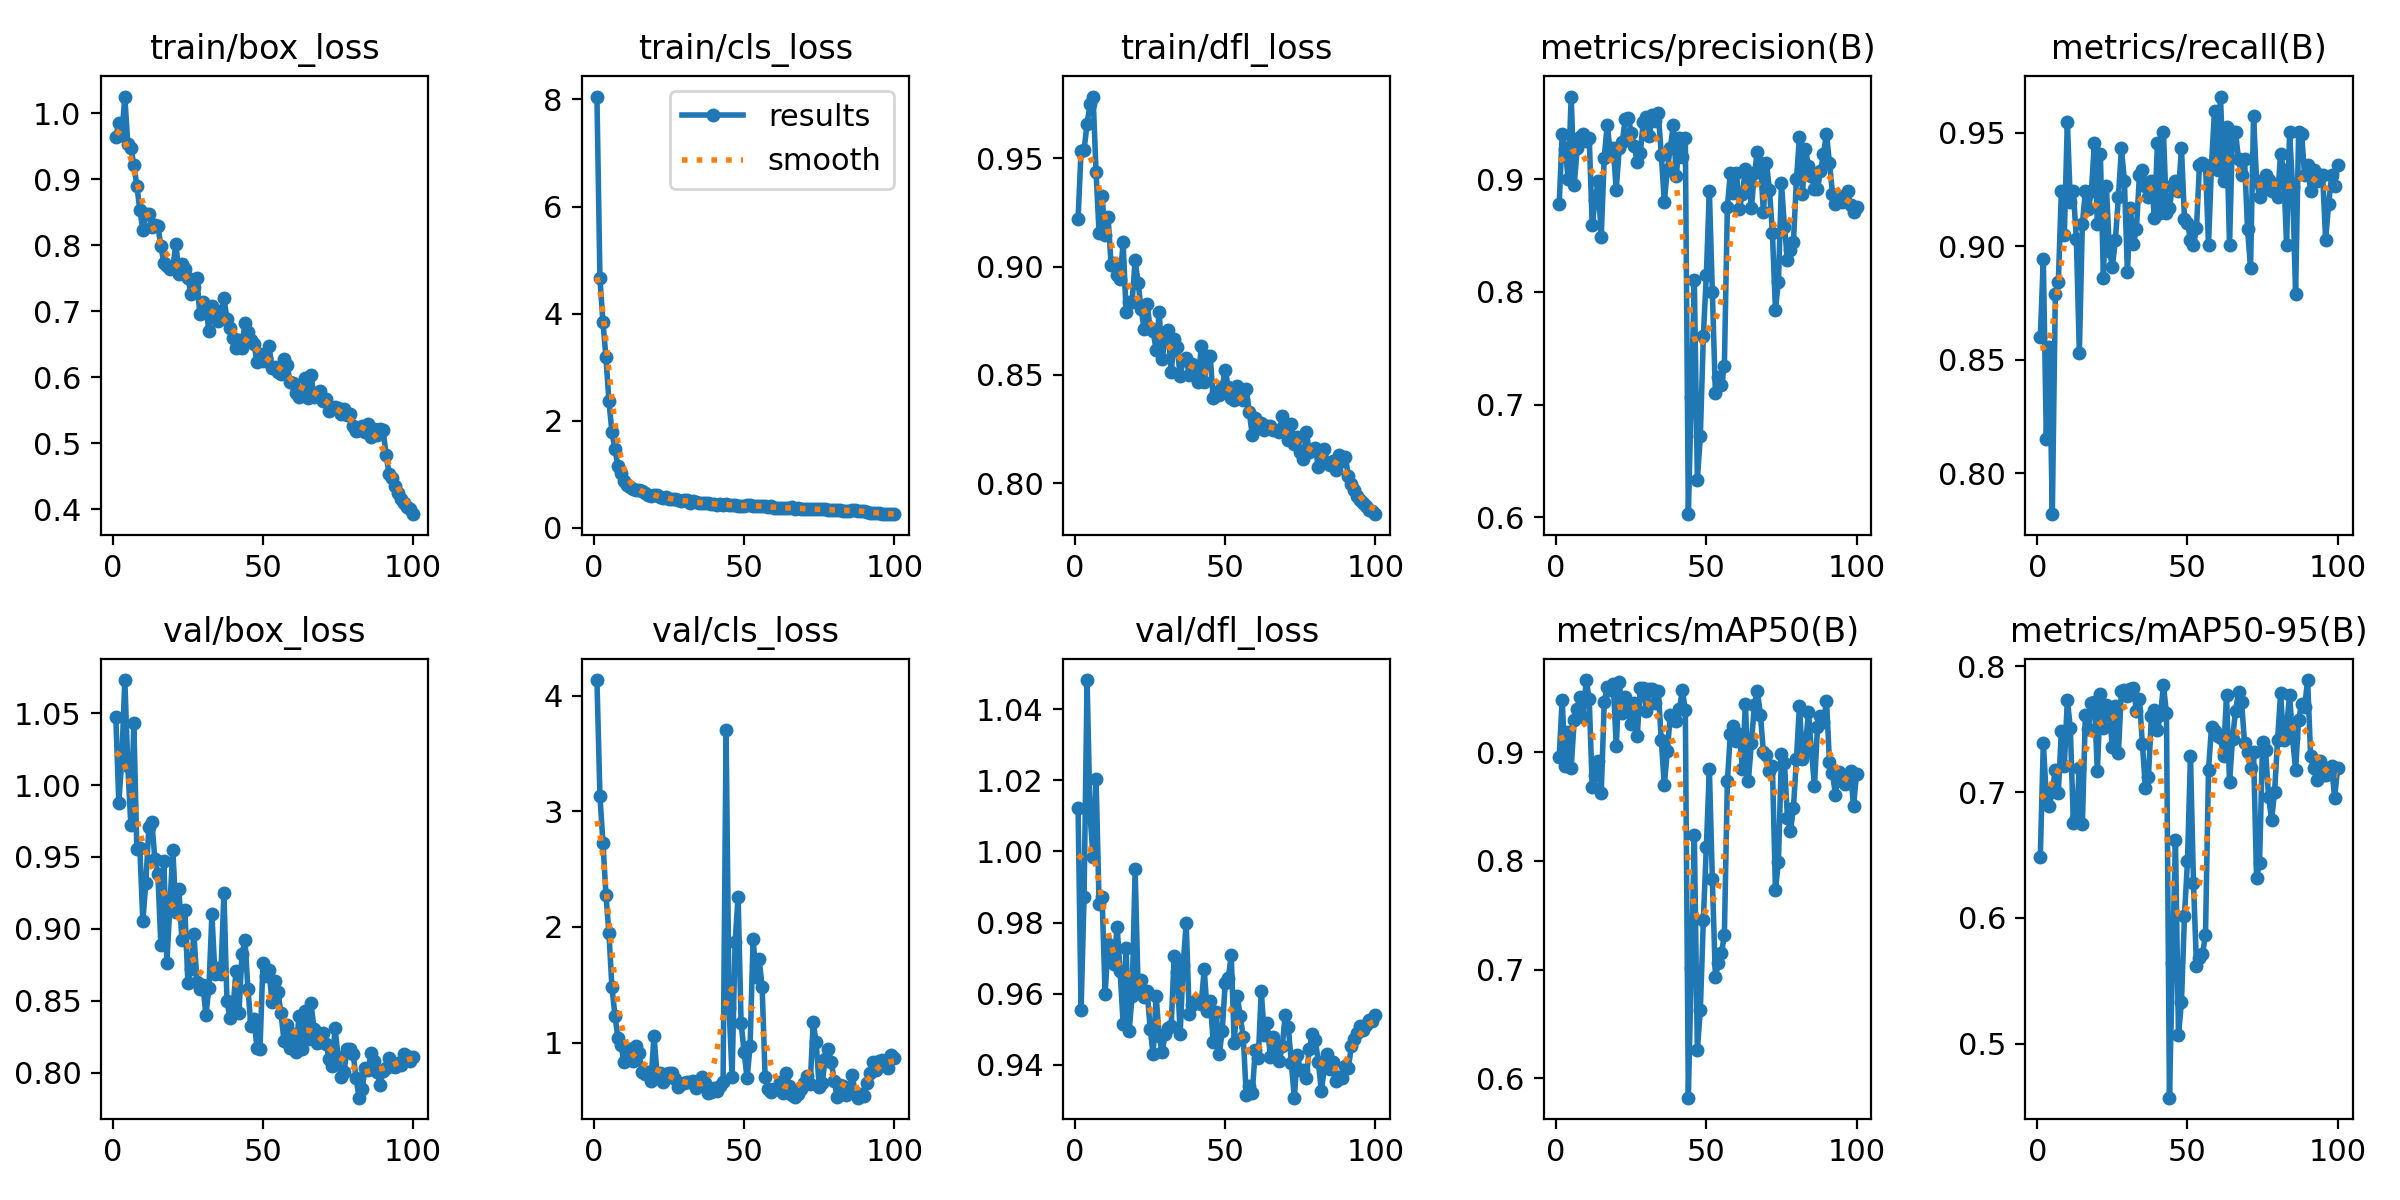 train/box_loss
train/cls_loss
train/dfl_loss
metrics/precision(B)
metrics/recall(B)
1.0
0.9
0.8
0.7
0.6
0.5
0.4
0 50 100
8
6
4
2
0
results
smooth
0 50 100
0.95
0.90
0.85
0.80
0 50 100
0.9
0.8
0.7
0.6
0 50 100
0.95
0.90
0.85
0.80
0 50 100
val/box_loss
val/cls_loss
val/dfl_loss
metrics/mAP50(B)
metrics/mAP50-95(B)
1.05
1.00
0.95
0.90
0.85
0.80
0 50 100
4
3
2
1
0 50 100
1.04
1.02
1.00
0.98
0.96
0.94
0 50 100
0.9
0.8
0.7
0.6
0 50 100
0.8
0.7
0.6
0.5
0 50 100